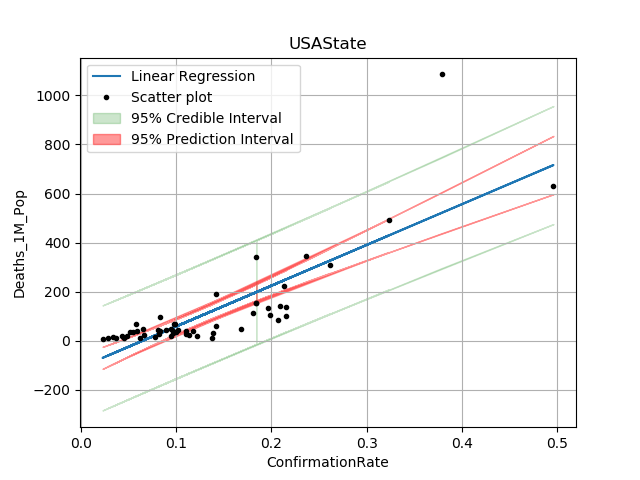 USAState
Linear Regression
Scatter plot
95% Credible Interval
95% Prediction Interval
Deaths_1M_Pop
1000
800
600
400
200
0
−200
0.0 0.1 0.2 0.3 0.4 0.5
ConfirmationRate